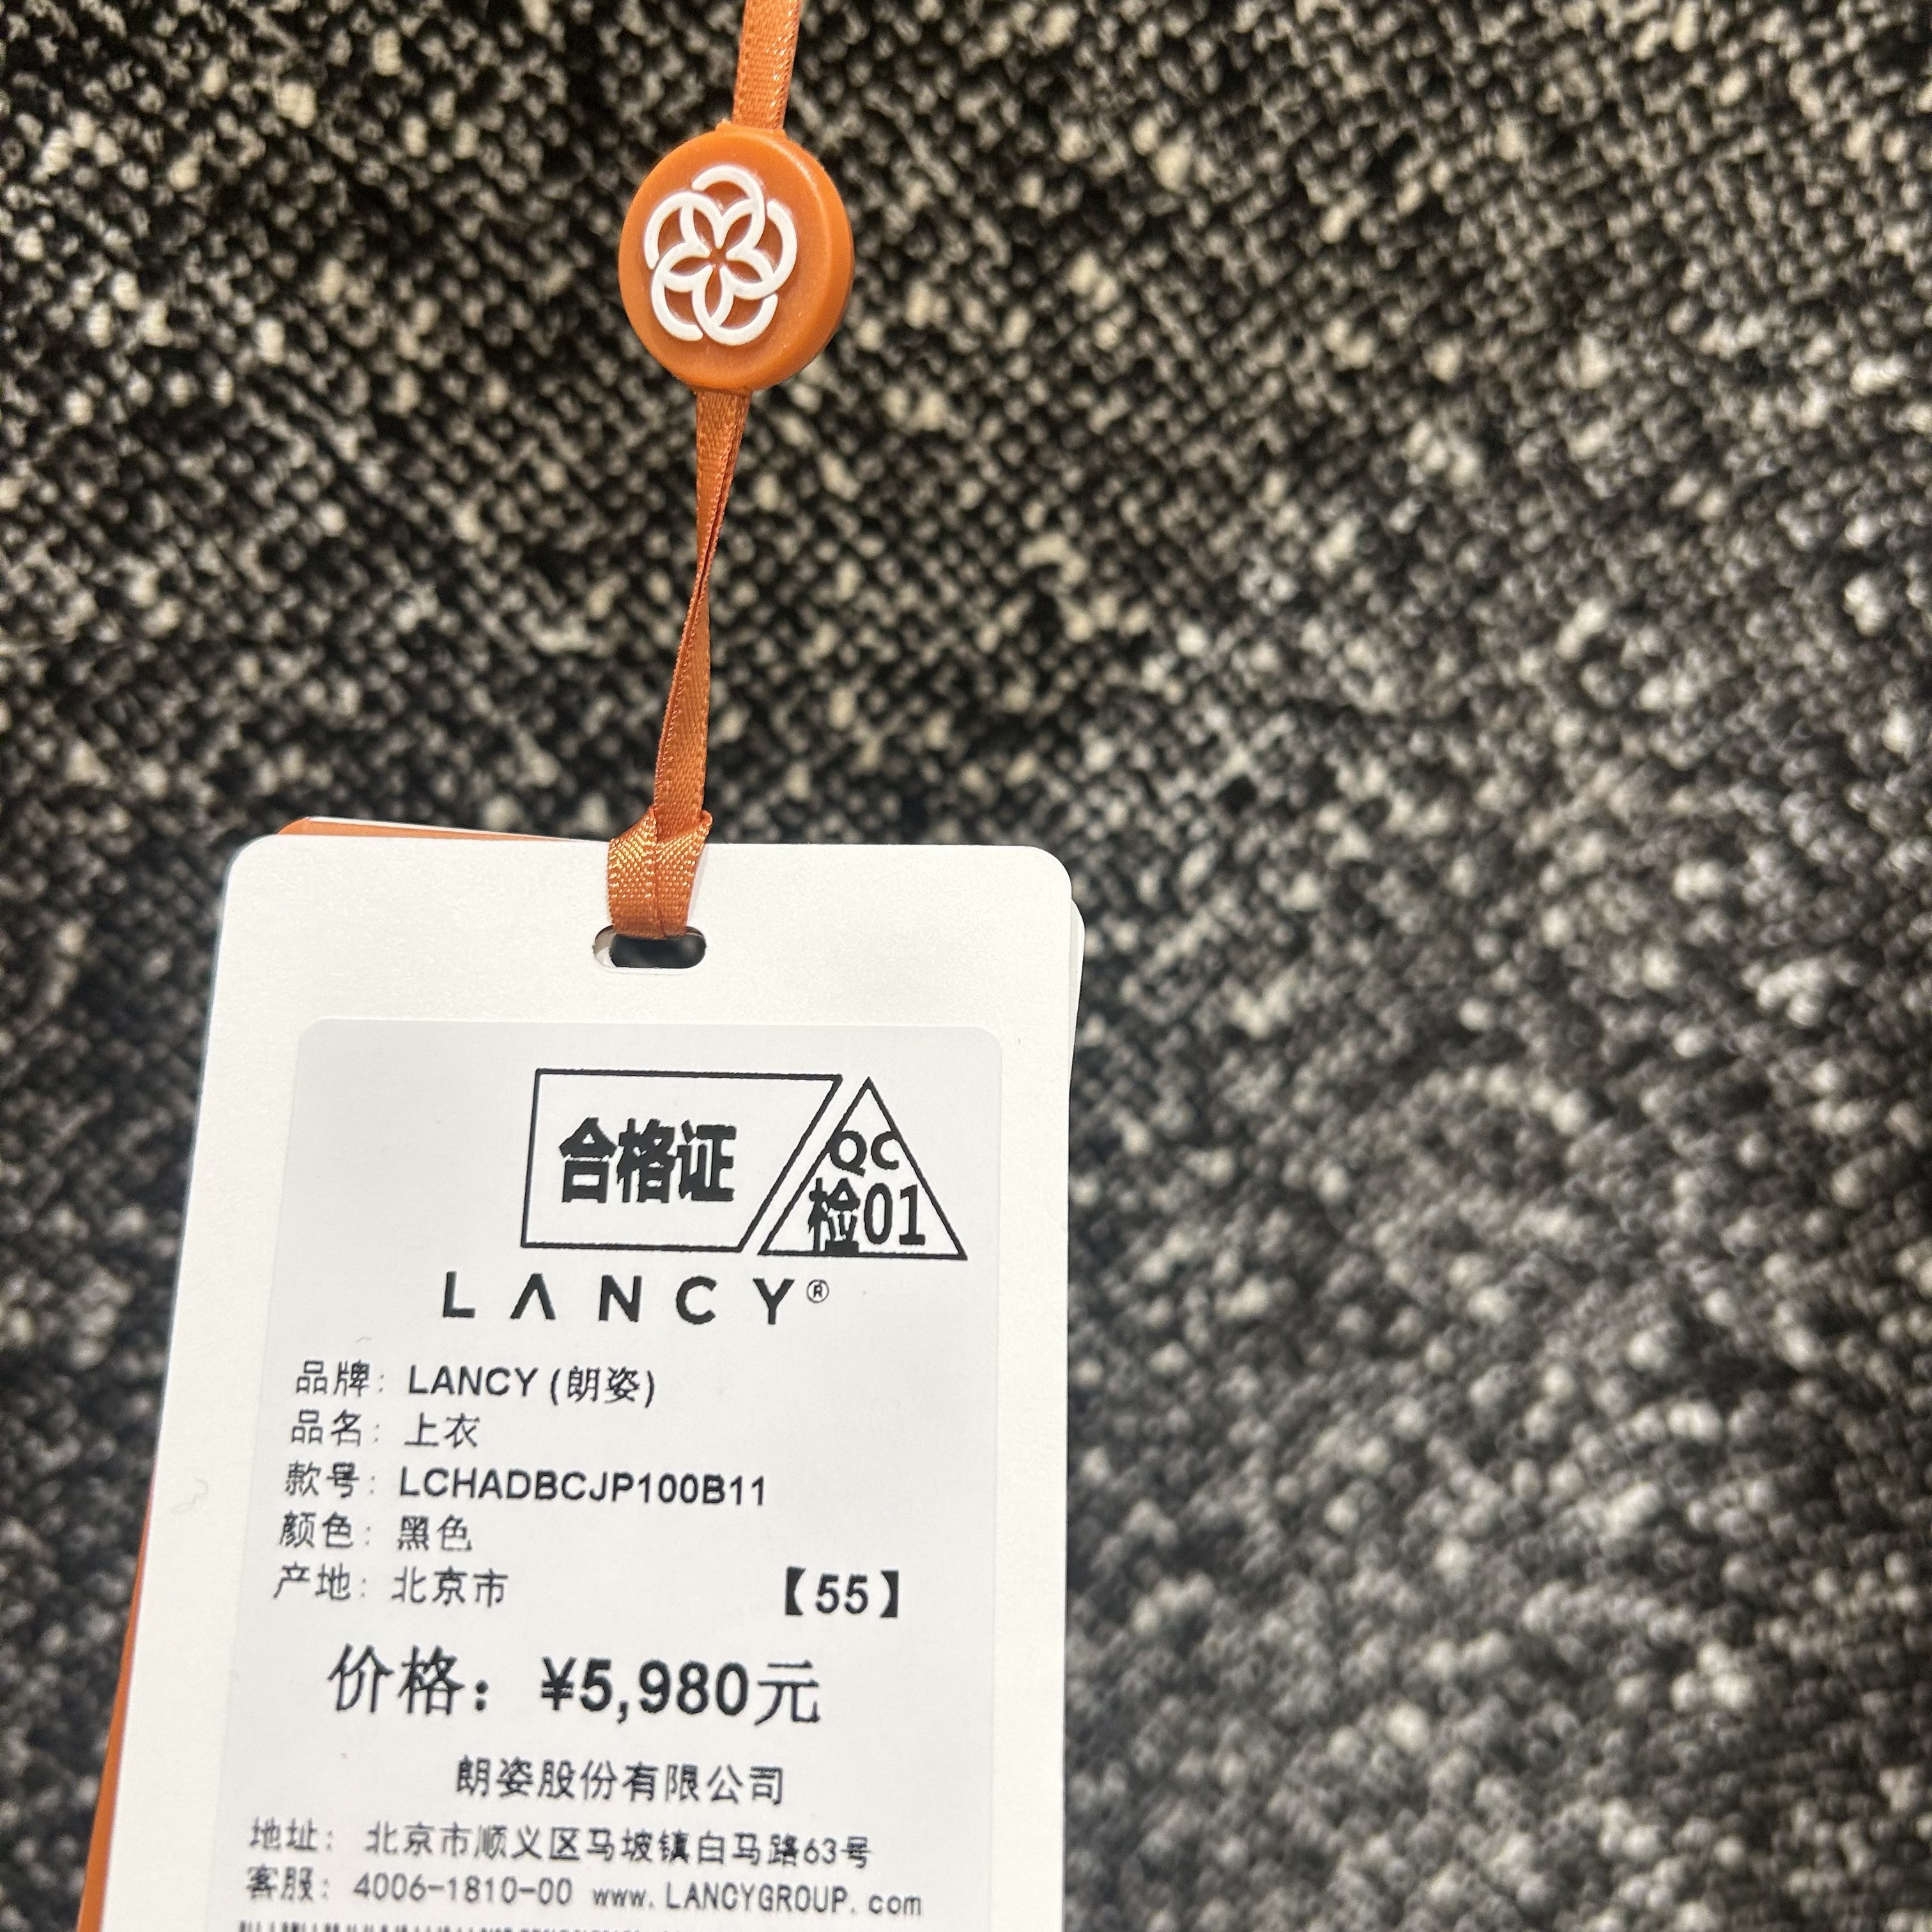 合格证
QC
检01
LANCY®
品牌: LANCY (朗姿)
品名: 上衣
款号: LCHADBCJP100B11
颜色: 黑色
产地: 北京市 【55】
价格: ¥5,980元
朗姿股份有限公司
地址: 北京市顺义区马坡镇白马路63号
客服: 4006-1810-00 www.LANCYGROUP.com